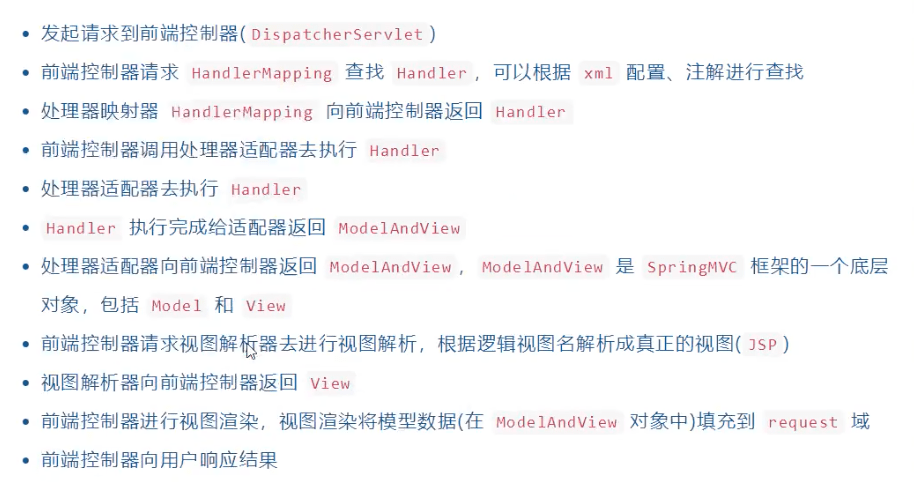 发起请求到前端控制器(DispatcherServlet)
前端控制器请求 HandlerMapping 查找 Handler，可以根据 xml 配置、注解进行查找
处理器映射器 HandlerMapping 向前端控制器返回 Handler
前端控制器调用处理器适配器去执行 Handler
处理器适配器去执行 Handler
Handler 执行完成给适配器返回 ModelAndView
处理器适配器向前端控制器返回 ModelAndView，ModelAndView 是 SpringMVC 框架的一个底层
对象，包括 Model 和 View
前端控制器请求视图解析器去进行视图解析，根据逻辑视图名解析成真正的视图(JSP)
视图解析器向前端控制器返回 View
前端控制器进行视图渲染，视图渲染将模型数据(在 ModelAndView 对象中)填充到 request 域
前端控制器向用户响应结果